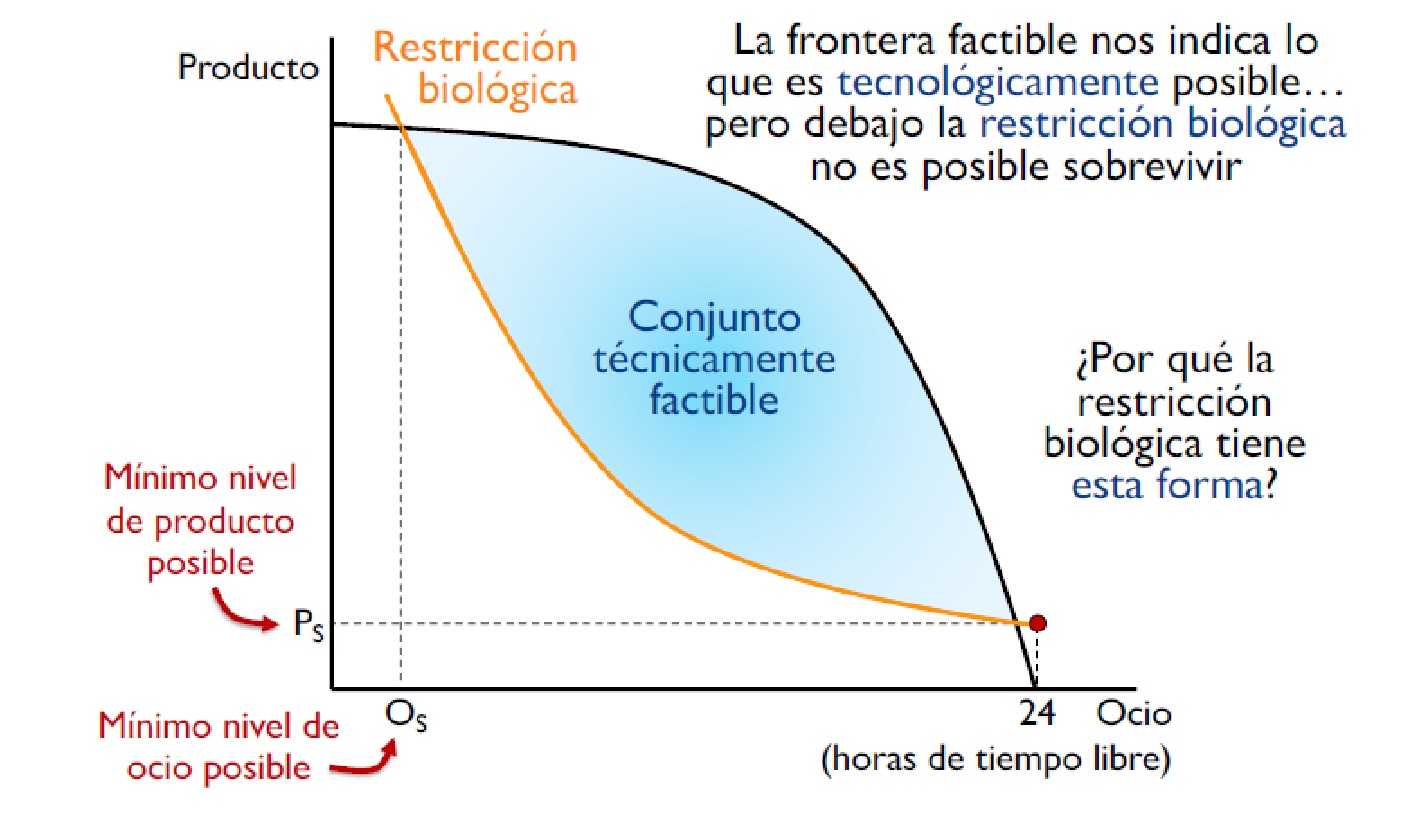 La frontera factible nos indica lo
que es tecnológicamente posible...
pero debajo la restricción biológica
no es posible sobrevivir
Producto
Restricción
biológica
Conjunto
técnicamente
factible
¿Por qué la
restricción
biológica tiene
esta forma?
Mínimo nivel
de producto
posible
PS
Mínimo nivel de
ocio posible
OS
24
Ocio
(horas de tiempo libre)